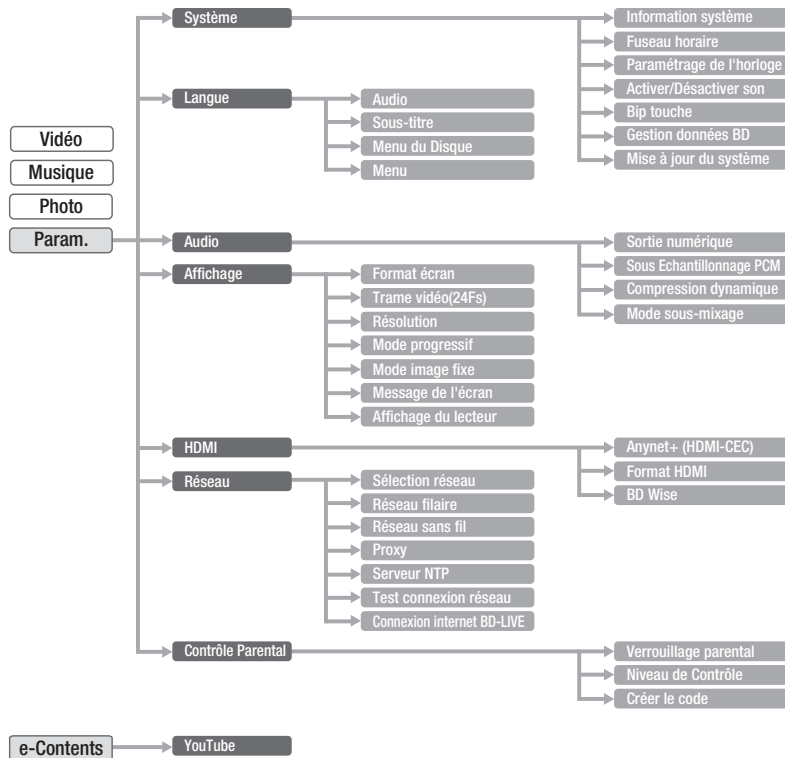 Vidéo
Musique
Photo
Param.
Système
Information système
Fuseau horaire
Paramétrage de l'horloge
Activer/Désactiver son
Bip touche
Gestion données BD
Mise à jour du système
Langue
Audio
Sous-titre
Menu du Disque
Menu
Audio
Sortie numérique
Sous Echantillonnage PCM
Compression dynamique
Mode sous-mixage
Affichage
Format écran
Trame vidéo(24Fs)
Résolution
Mode progressif
Mode image fixe
Message de l'écran
Affichage du lecteur
HDMI
Anynet+ (HDMI-CEC)
Format HDMI
BD Wise
Réseau
Sélection réseau
Réseau filaire
Réseau sans fil
Proxy
Serveur NTP
Test connexion réseau
Connexion internet BD-LIVE
Contrôle Parental
Verrouillage parental
Niveau de Contrôle
Créer le code
e-Contents
YouTube